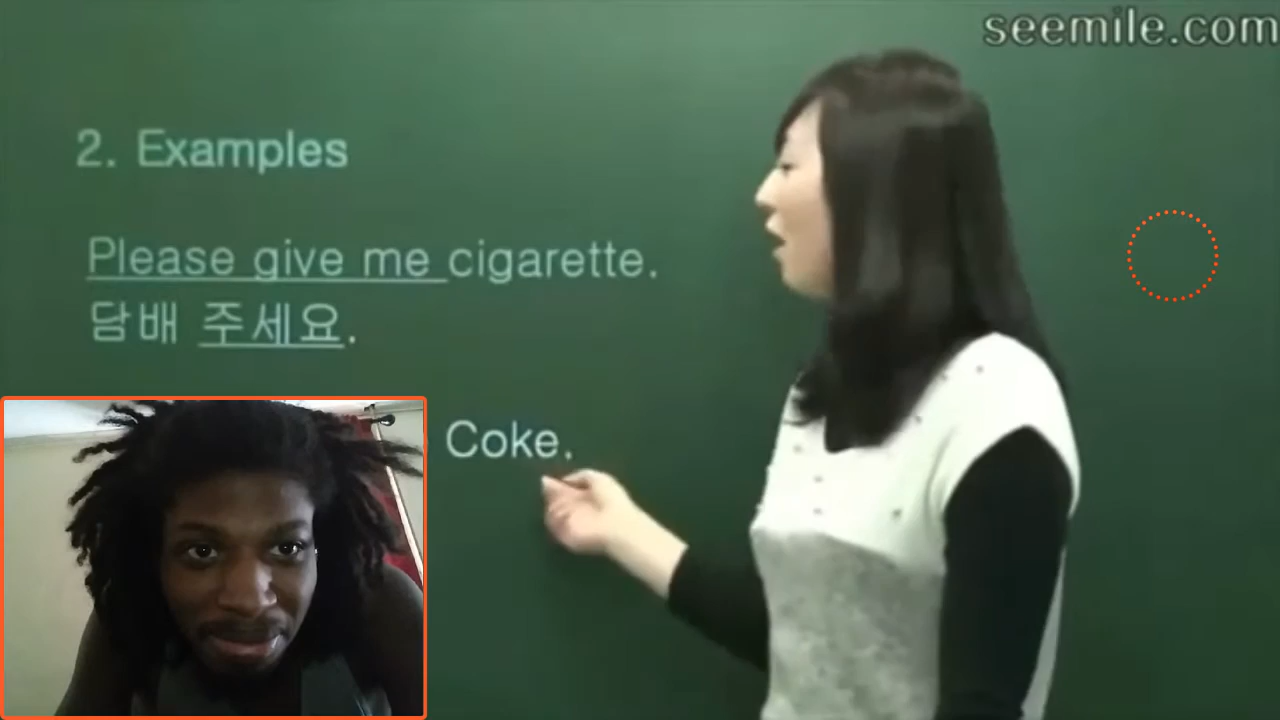 seemile.com
2. Examples
Please give me cigarette.
담배 주세요.
Coke.